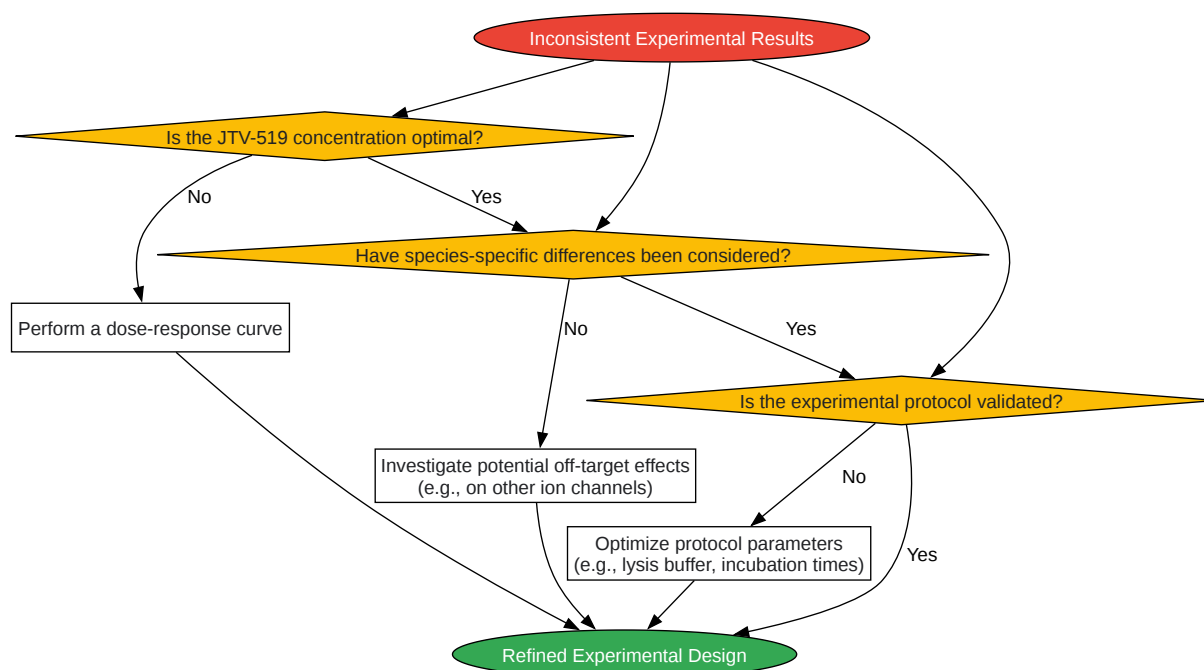 Inconsistent Experimental Results
Is the JTV-519 concentration optimal?
No
Yes
Have species-specific differences been considered?
Perform a dose-response curve
No
Yes
Is the experimental protocol validated?
Investigate potential off-target effects
(e.g., on other ion channels)
No
Optimize protocol parameters
(e.g., lysis buffer, incubation times)
Yes
Refined Experimental Design